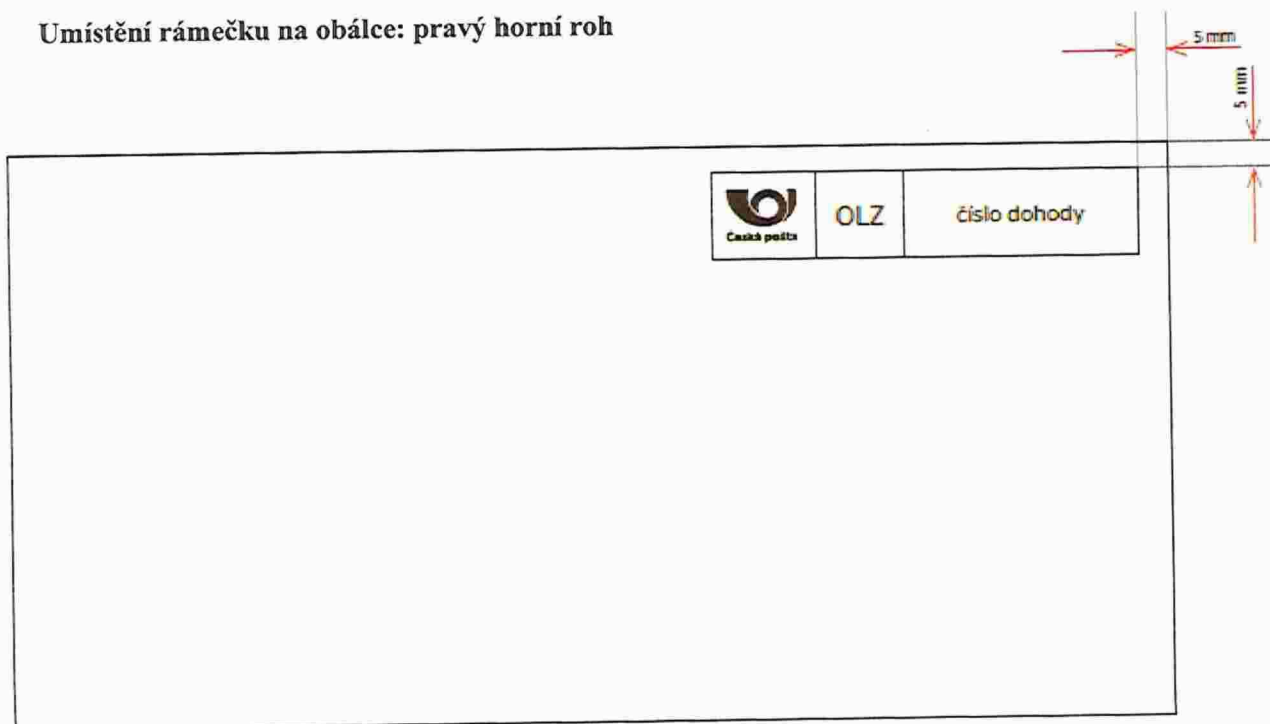 Umístění rámečku na obálce: pravý horní roh
5 mm
5 mm
Česká pošta
OLZ
číslo dohody